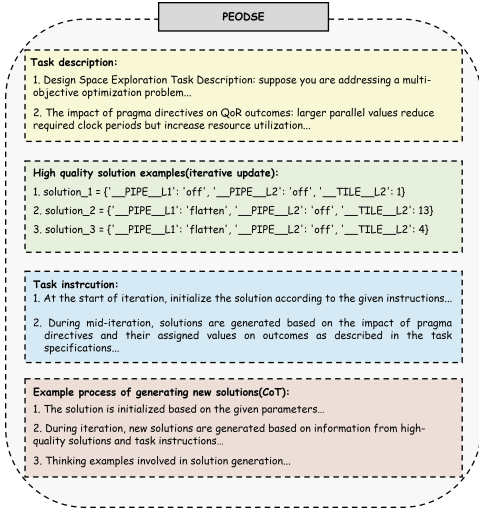 PEODSE
Task description:
1. Design Space Exploration Task Description: suppose you are addressing a multi-
objective optimization problem...
2. The impact of pragma directives on QoR outcomes: larger parallel values reduce
required clock periods but increase resource utilization...
High quality solution examples(iterative update):
1. solution_1 = {'__PIPE__L1': 'off', '__PIPE__L2': 'off', '__TILE__L2': 1}
2. solution_2 = {'__PIPE__L1': 'flatten', '__PIPE__L2': 'off', '__TILE__L2': 13}
3. solution_3 = {'__PIPE__L1': 'flatten', '__PIPE__L2': 'off', '__TILE__L2': 4}
Task instrcution:
1. At the start of iteration, initialize the solution according to the given instructions...
2. During mid-iteration, solutions are generated based on the impact of pragma
directives and their assigned values on outcomes as described in the task
specifications...
Example process of generating new solutions(CoT):
1. The solution is initialized based on the given parameters...
2. During iteration, new solutions are generated based on information from high-
quality solutions and task instructions...
3. Thinking examples involved in solution generation...